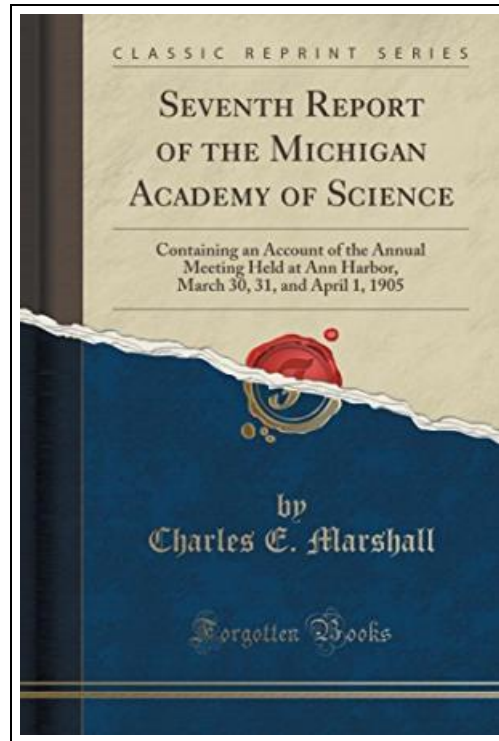 CLASSIC REPRINT SERIES
SEVENTH REPORT
OF THE MICHIGAN
ACADEMY OF SCIENCE
Containing an Account of the Annual
Meeting Held at Ann Harbor,
March 30, 31, and April 1, 1905
by
Charles E. Marshall
Forgotten Books